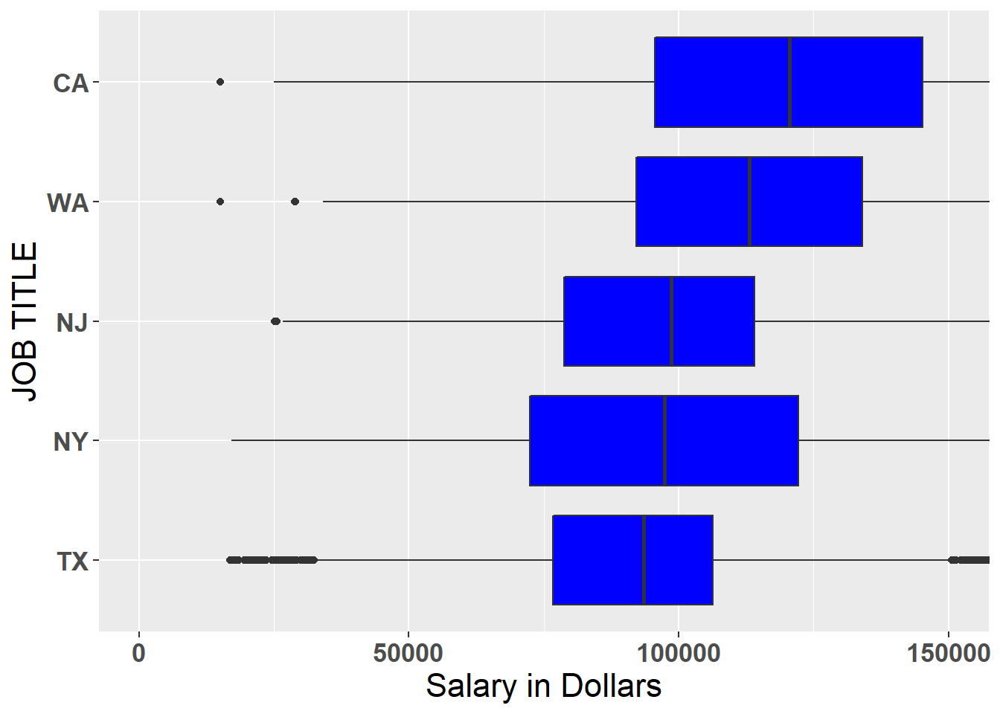 JOB TITLE
CA
WA
NJ
NY
TX
0 50000 100000 150000
Salary in Dollars